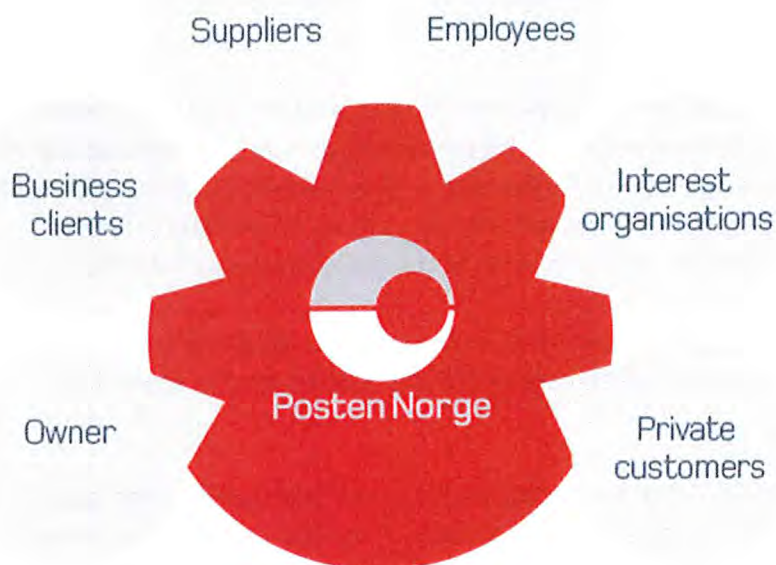 Suppliers
Employees
Business
clients
Interest
organisations
Posten Norge
Owner
Private
customers